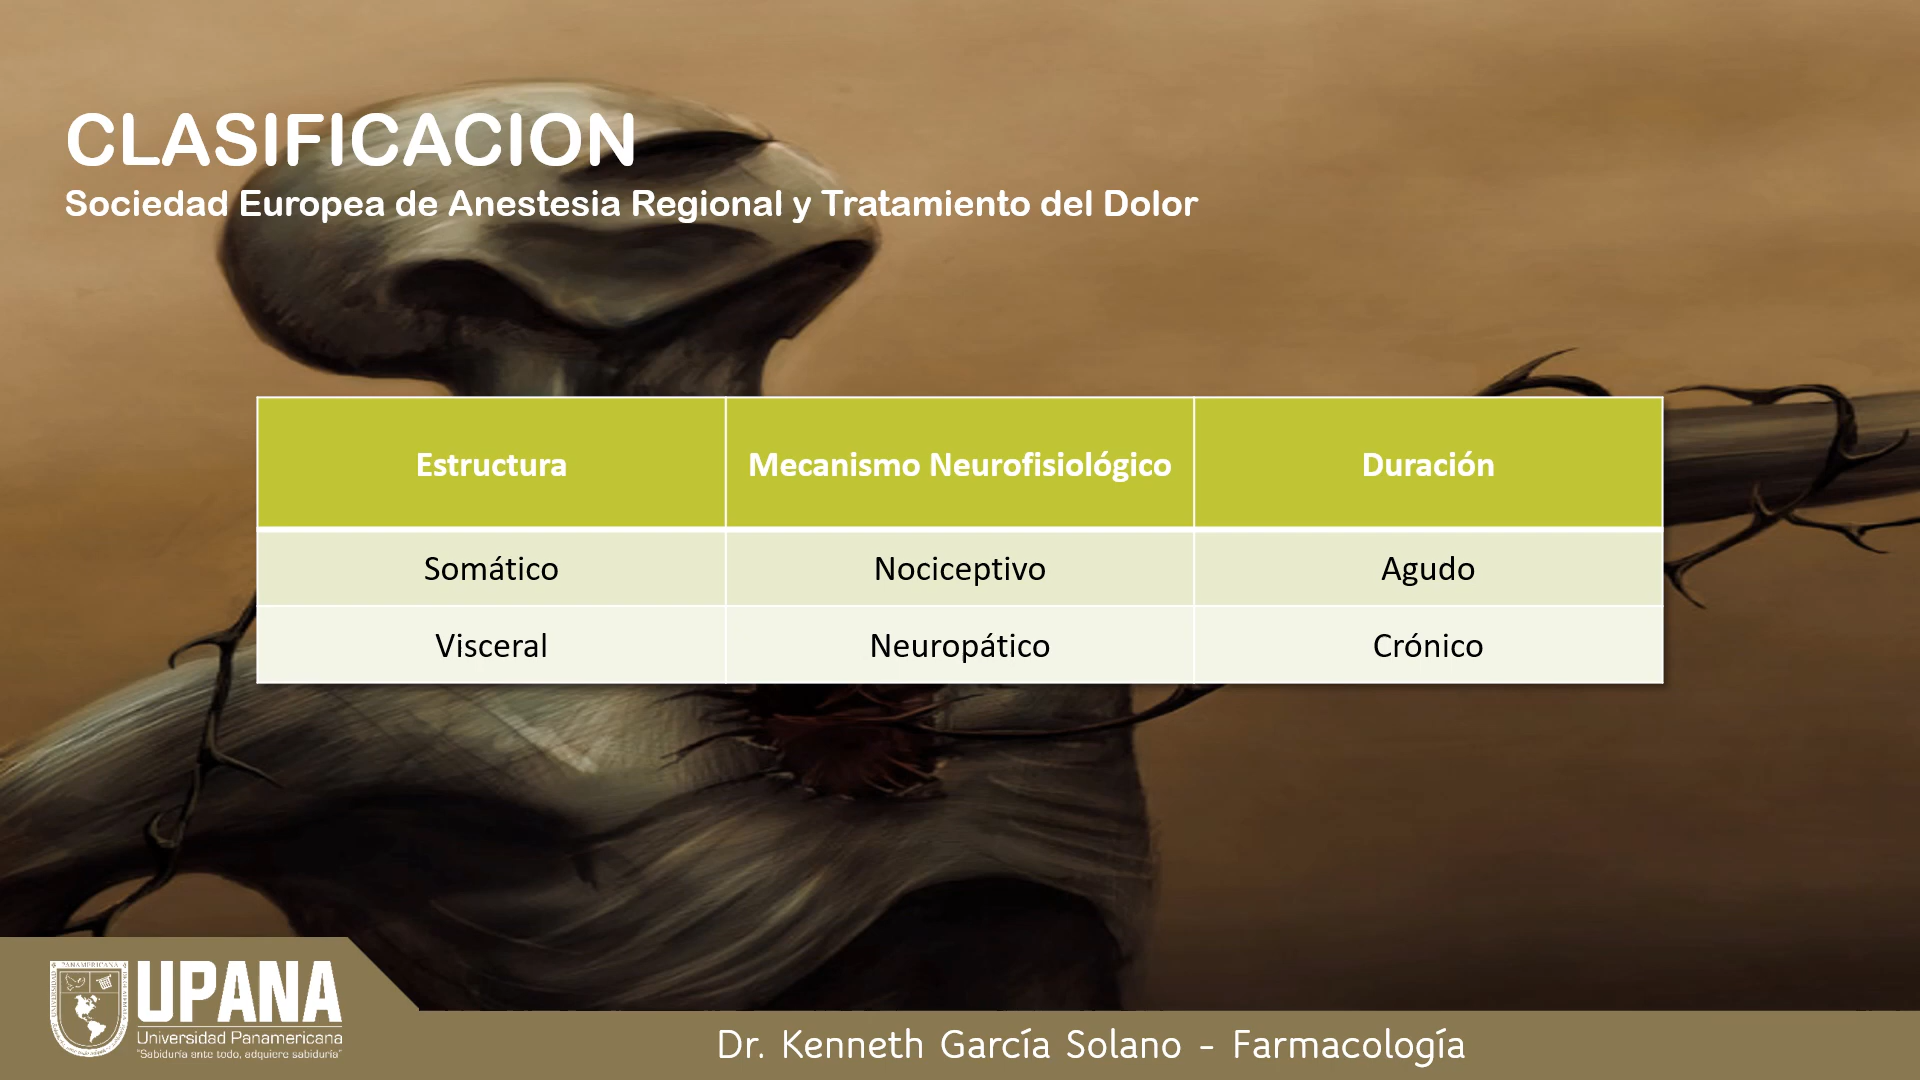 CLASIFICACION
Sociedad Europea de Anestesia Regional y Tratamiento del Dolor
Estructura Mecanismo Neurofisiológico Duración
Somático Nociceptivo Agudo
Visceral Neuropático Crónico
PANAMERICANA
UPANA
Universidad Panamericana
"Sabiduría ante todo, adquiere sabiduría"
Dr. Kenneth García Solano - Farmacología